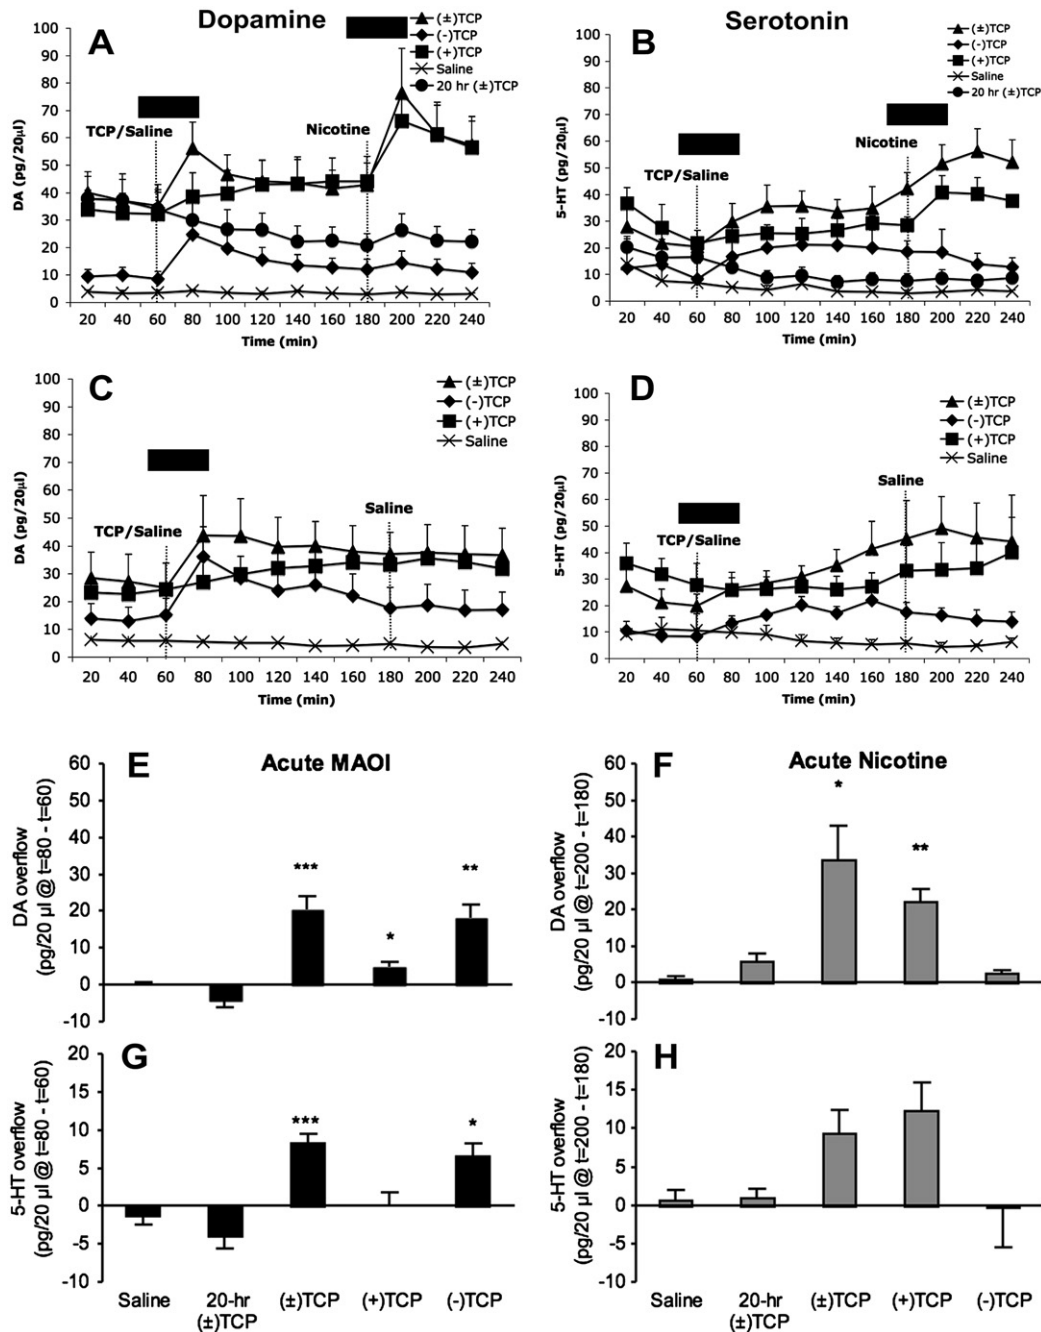 Dopamine
Serotonin
A
DA (pg/20µl)
100
90
80
70
60
50
40
30
20
10
0
TCP/Saline
Nicotine
(±)TCP
(-)TCP
(+)TCP
Saline
20 hr (±)TCP
20 40 60 80 100 120 140 160 180 200 220 240
Time (min)
B
5-HT (pg/20µl)
100
90
80
70
60
50
40
30
20
10
0
TCP/Saline
Nicotine
(±)TCP
(-)TCP
(+)TCP
Saline
20 hr (±)TCP
20 40 60 80 100 120 140 160 180 200 220 240
Time (min)
C
DA (pg/20µl)
100
90
80
70
60
50
40
30
20
10
0
TCP/Saline
Saline
(±)TCP
(-)TCP
(+)TCP
Saline
20 40 60 80 100 120 140 160 180 200 220 240
Time (min)
D
5-HT (pg/20µl)
100
90
80
70
60
50
40
30
20
10
0
TCP/Saline
Saline
(±)TCP
(-)TCP
(+)TCP
Saline
20 40 60 80 100 120 140 160 180 200 220 240
Time (min)
E
Acute MAOI
DA overflow
(pg/20 µl @ t=80 - t=60)
60
50
40
30
20
10
0
-10
***
*
**
F
Acute Nicotine
DA overflow
(pg/20 µl @ t=200 - t=180)
60
50
40
30
20
10
0
-10
*
**
G
5-HT overflow
(pg/20 µl @ t=80 - t=60)
20
15
10
5
0
-5
-10
***
*
Saline 20-hr (±)TCP (+)TCP (-)TCP
(±)TCP
H
5-HT overflow
(pg/20 µl @ t=200 - t=180)
20
15
10
5
0
-5
-10
Saline 20-hr (±)TCP (+)TCP (-)TCP
(±)TCP